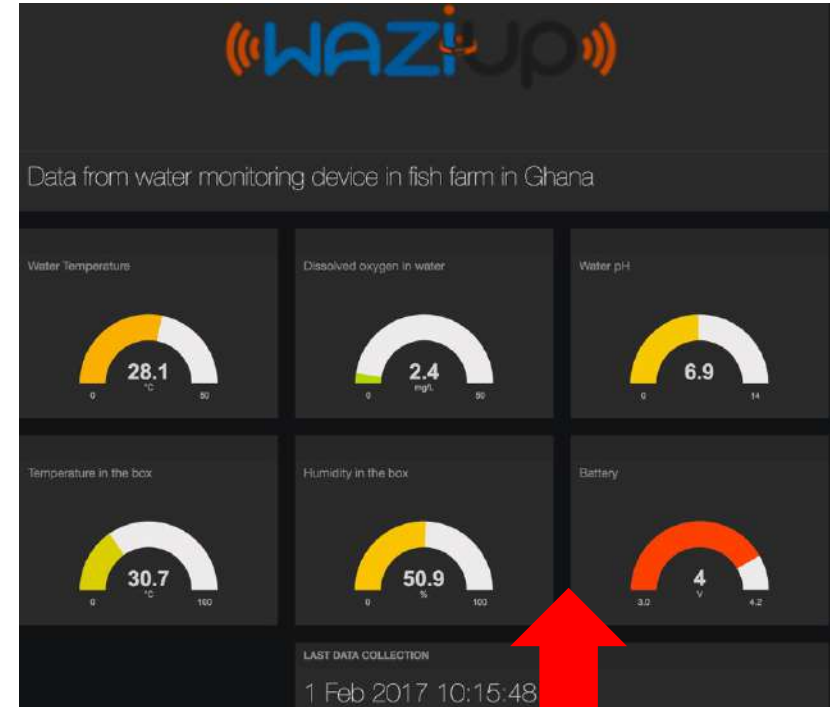 WAZIUP
Data from water monitoring device in fish farm in Ghana
Water Temperature
28.1
°C
0 50
Dissolved oxygen in water
2.4
mg/L
0 50
Water pH
6.9
0 14
Temperature in the box
30.7
°C
0 100
Humidity in the box
50.9
%
0 100
Battery
4
V
3.0 4.2
LAST DATA COLLECTION
1 Feb 2017 10:15:48